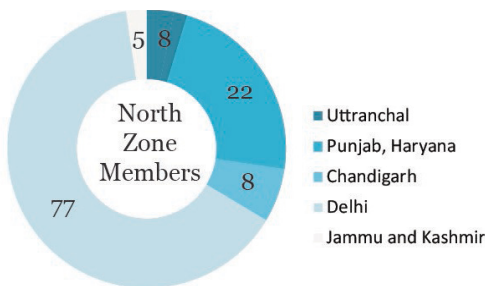 5
8
22
8
77
North
Zone
Members
Uttranchal
Punjab, Haryana
Chandigarh
Delhi
Jammu and Kashmir